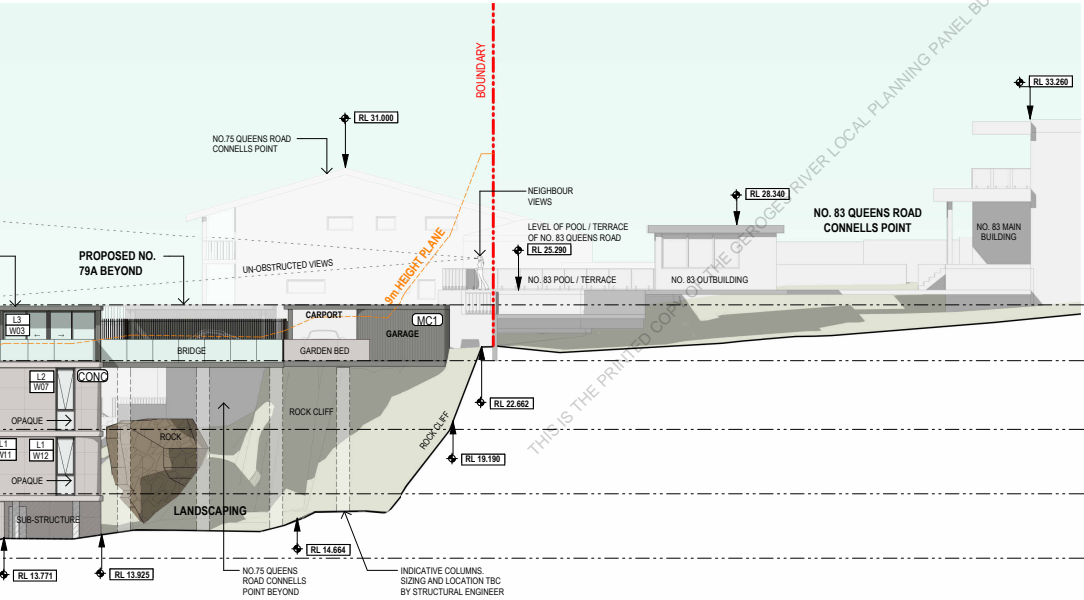 THIS IS THE PRINTED COPY OF THE GEROGES RIVER LOCAL PLANNING PANEL BU
BOUNDARY
RL 33.260
RL 31.000
NO.75 QUEENS ROAD
CONNELLS POINT
NEIGHBOUR
VIEWS
RL 28.340
NO. 83 QUEENS ROAD
CONNELLS POINT
NO. 83 MAIN
BUILDING
LEVEL OF POOL / TERRACE
OF NO. 83 QUEENS ROAD
RL 25.290
PROPOSED NO.
79A BEYOND
UN-OBSTRUCTED VIEWS
9m HEIGHT PLANE
NO. 83 POOL / TERRACE
NO. 83 OUTBUILDING
L3
W03
CARPORT
MC1
GARAGE
BRIDGE
GARDEN BED
L2
W07
CONC
OPAQUE
ROCK CLIFF
ROCK CLIFF
RL 22.662
ROCK
L1
W11
L1
W12
OPAQUE
RL 19.190
LANDSCAPING
SUB-STRUCTURE
RL 14.664
RL 13.771
RL 13.925
NO.75 QUEENS
ROAD CONNELLS
POINT BEYOND
INDICATIVE COLUMNS.
SIZING AND LOCATION TBC
BY STRUCTURAL ENGINEER